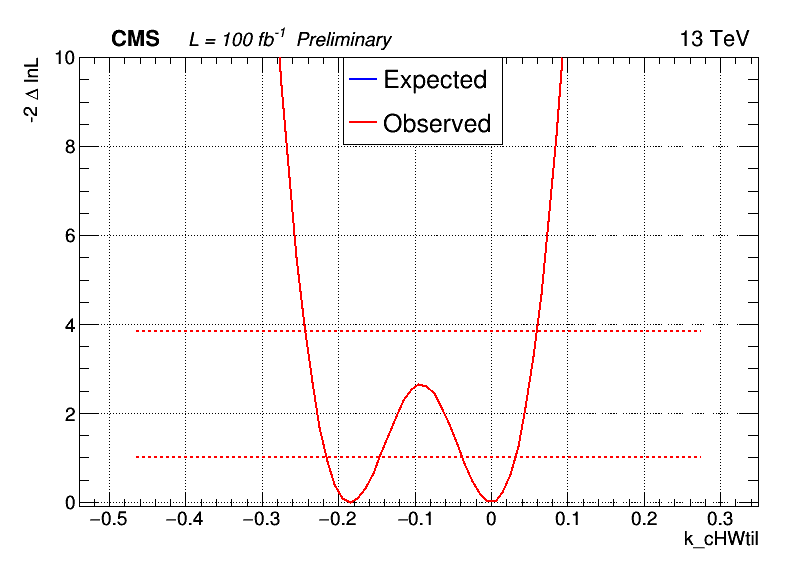 CMS L = 100 fb⁻¹ Preliminary 13 TeV
-2 Δ lnL
10
Expected
Observed
8
6
4
2
0
−0.5 −0.4 −0.3 −0.2 −0.1 0 0.1 0.2 0.3
k_cHWtil